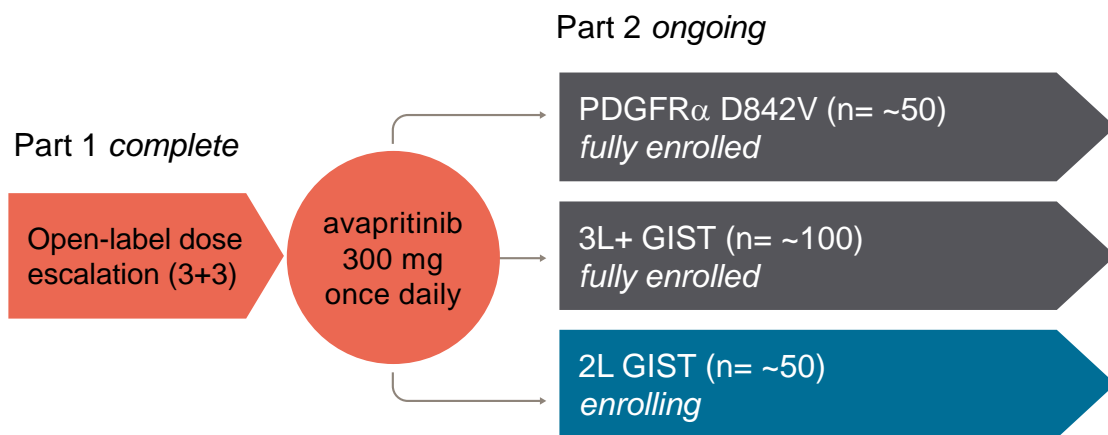 Part 2 ongoing
PDGFRα D842V (n= ~50)
fully enrolled
Part 1 complete
Open-label dose
escalation (3+3)
avapritinib
300 mg
once daily
3L+ GIST (n= ~100)
fully enrolled
2L GIST (n= ~50)
enrolling